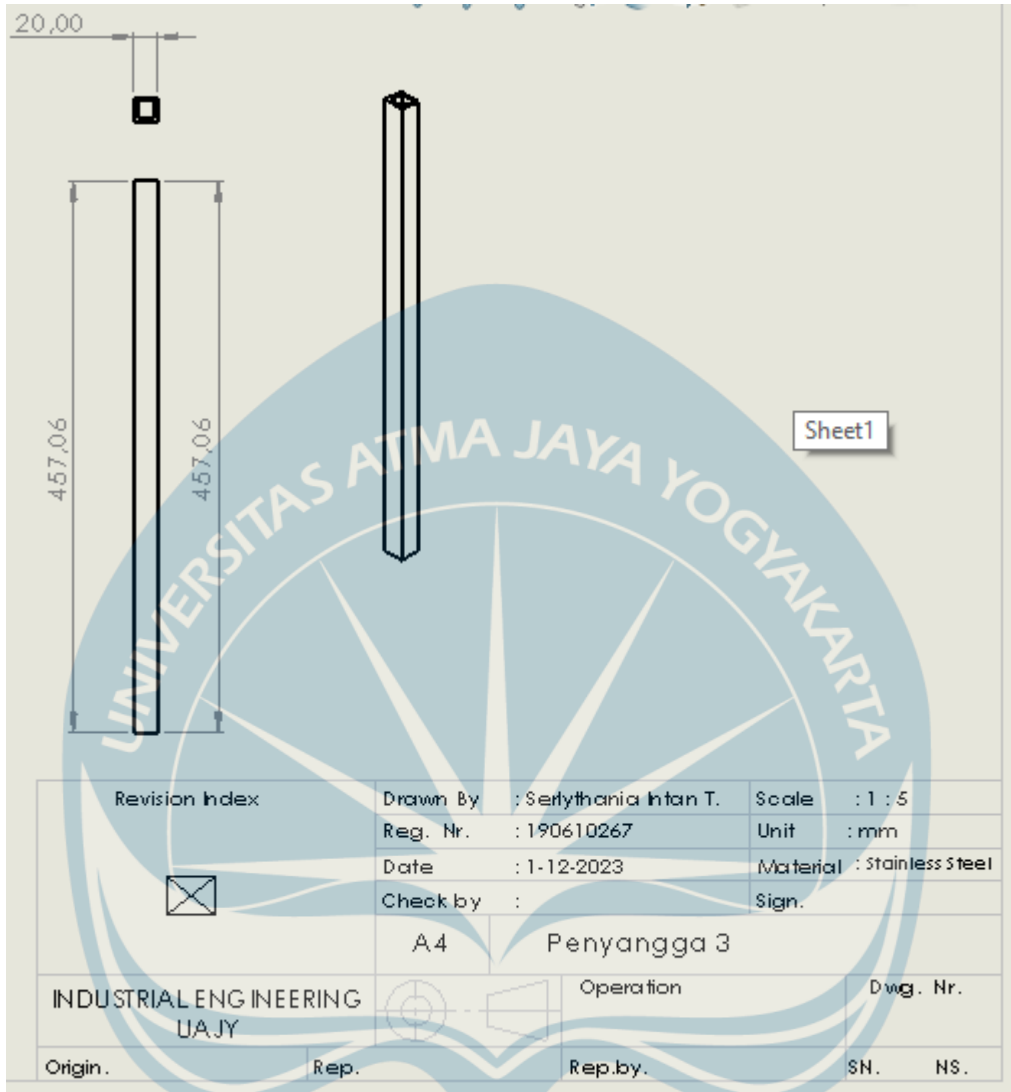 20,00
457,06
457,06
Sheet1
UNIVERSITAS ATMA JAYA YOGYAKARTA
Revision Index
Drawn By : Serlythania Intan T.
Scale : 1 : 5
Reg. Nr. : 190610267
Unit : mm
Date : 1-12-2023
Material : Stainless Steel
Check by :
Sign.
A4
Penyangga 3
INDUSTRIAL ENGINEERING
UAJY
Operation
Dwg. Nr.
Origin.
Rep.
Rep.by.
SN.
NS.